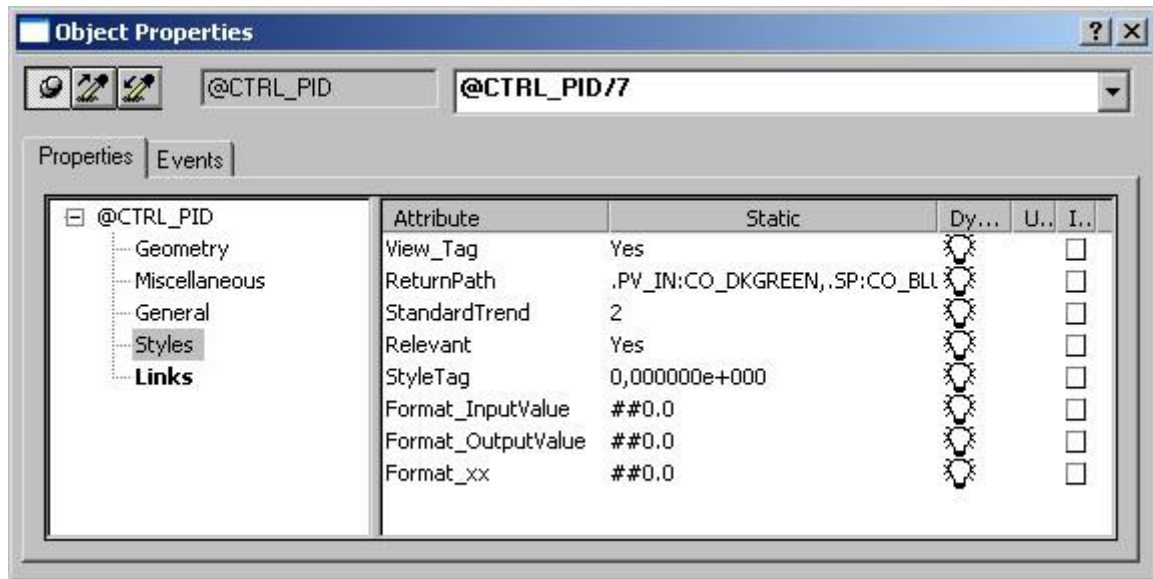 Object Properties
@CTRL_PID @CTRL_PID/7
Properties Events
@CTRL_PID
Geometry
Miscellaneous
General
Styles
Links
Attribute Static Dy... U.. I..
View_Tag Yes
ReturnPath .PV_IN:CO_DKGREEN,.SP:CO_BLU
StandardTrend 2
Relevant Yes
StyleTag 0,000000e+000
Format_InputValue ##0.0
Format_OutputValue ##0.0
Format_xx ##0.0